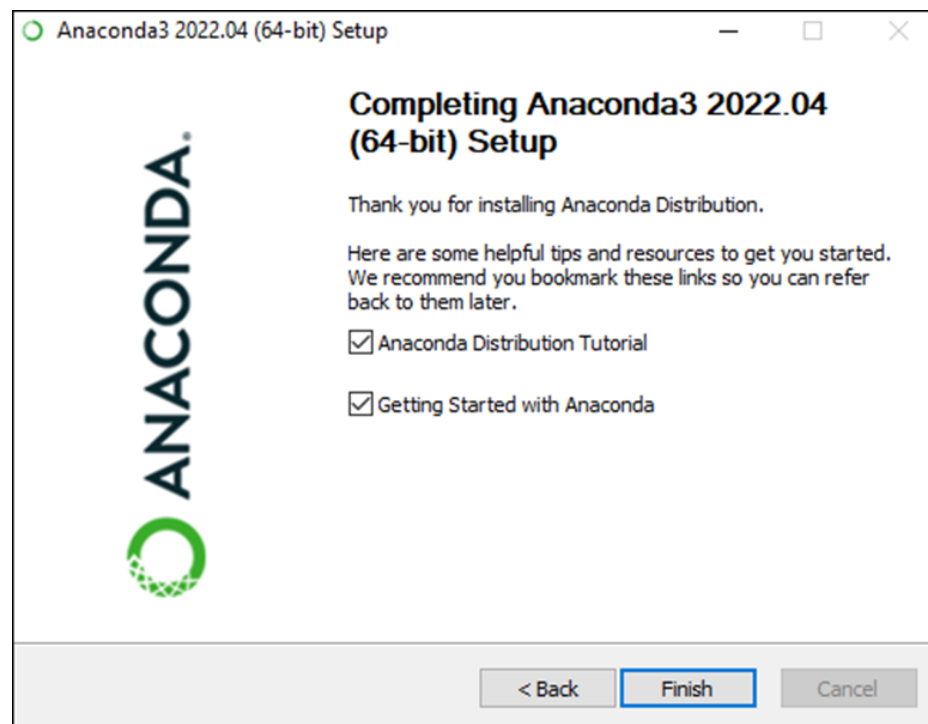 Anaconda3 2022.04 (64-bit) Setup
ANACONDA.
Completing Anaconda3 2022.04
(64-bit) Setup
Thank you for installing Anaconda Distribution.
Here are some helpful tips and resources to get you started.
We recommend you bookmark these links so you can refer
back to them later.
Anaconda Distribution Tutorial
Getting Started with Anaconda
< Back
Finish
Cancel